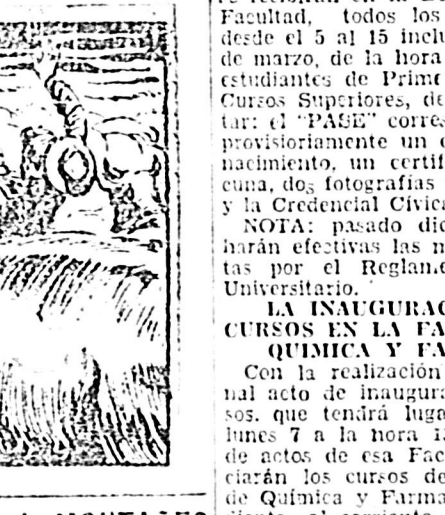 Facultad, todos los
desde el 5 al 15 inclu
de marzo, de la hora
estudiantes de Prime
Cursos Superiores, de
tar: el "PASE" corre
provisioriamente un
nacimiento, un certif
cuna, dos fotografías
y la Credencial Cívica
NOTA: pasado dic
harán efectivas las m
tas por el Reglame
Universitario.
LA INAUGURAC
CURSOS EN LA FA
QUIMICA Y FA
Con la realización
nal acto de inaugura
sos, que tendrá luga
lunes 7 a la hora
de actos de esa Fac
ciarán los cursos de
de Química y Farma